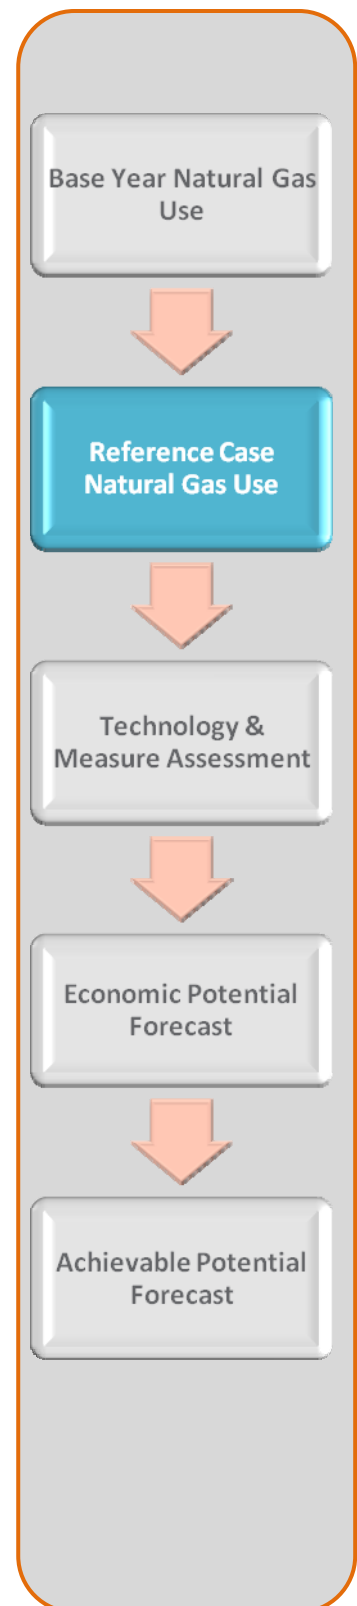 Base Year Natural Gas
Use
Reference Case
Natural Gas Use
Technology &
Measure Assessment
Economic Potential
Forecast
Achievable Potential
Forecast